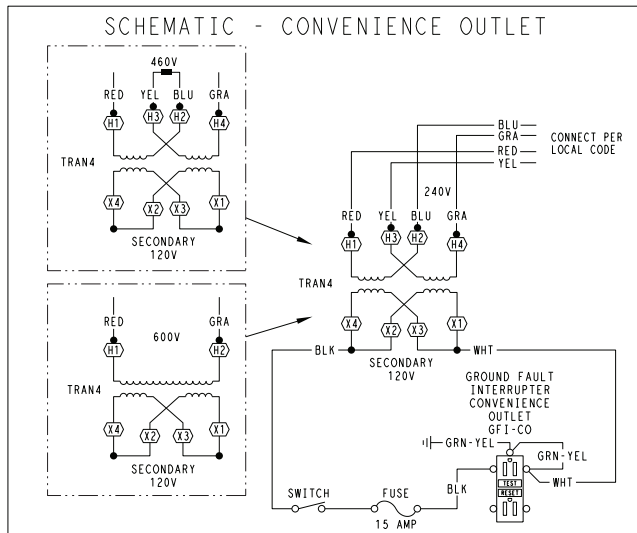 SCHEMATIC - CONVENIENCE OUTLET
460V
RED YEL BLU GRA
H1 H3 H2 H4
TRAN4
X4 X2 X3 X1
SECONDARY
120V
RED GRA
600V
H1 H2
TRAN4
X4 X2 X3 X1
SECONDARY
120V
BLU
GRA
RED
YEL
CONNECT PER
LOCAL CODE
240V
RED YEL BLU GRA
H1 H3 H2 H4
TRAN4
X4 X2 X3 X1
BLK
WHT
SECONDARY
120V
GROUND FAULT
INTERRUPTER
CONVENIENCE
OUTLET
GFI-CO
GRN-YEL
GRN-YEL
WHT
BLK
TEST
RESET
SWITCH
FUSE
15 AMP